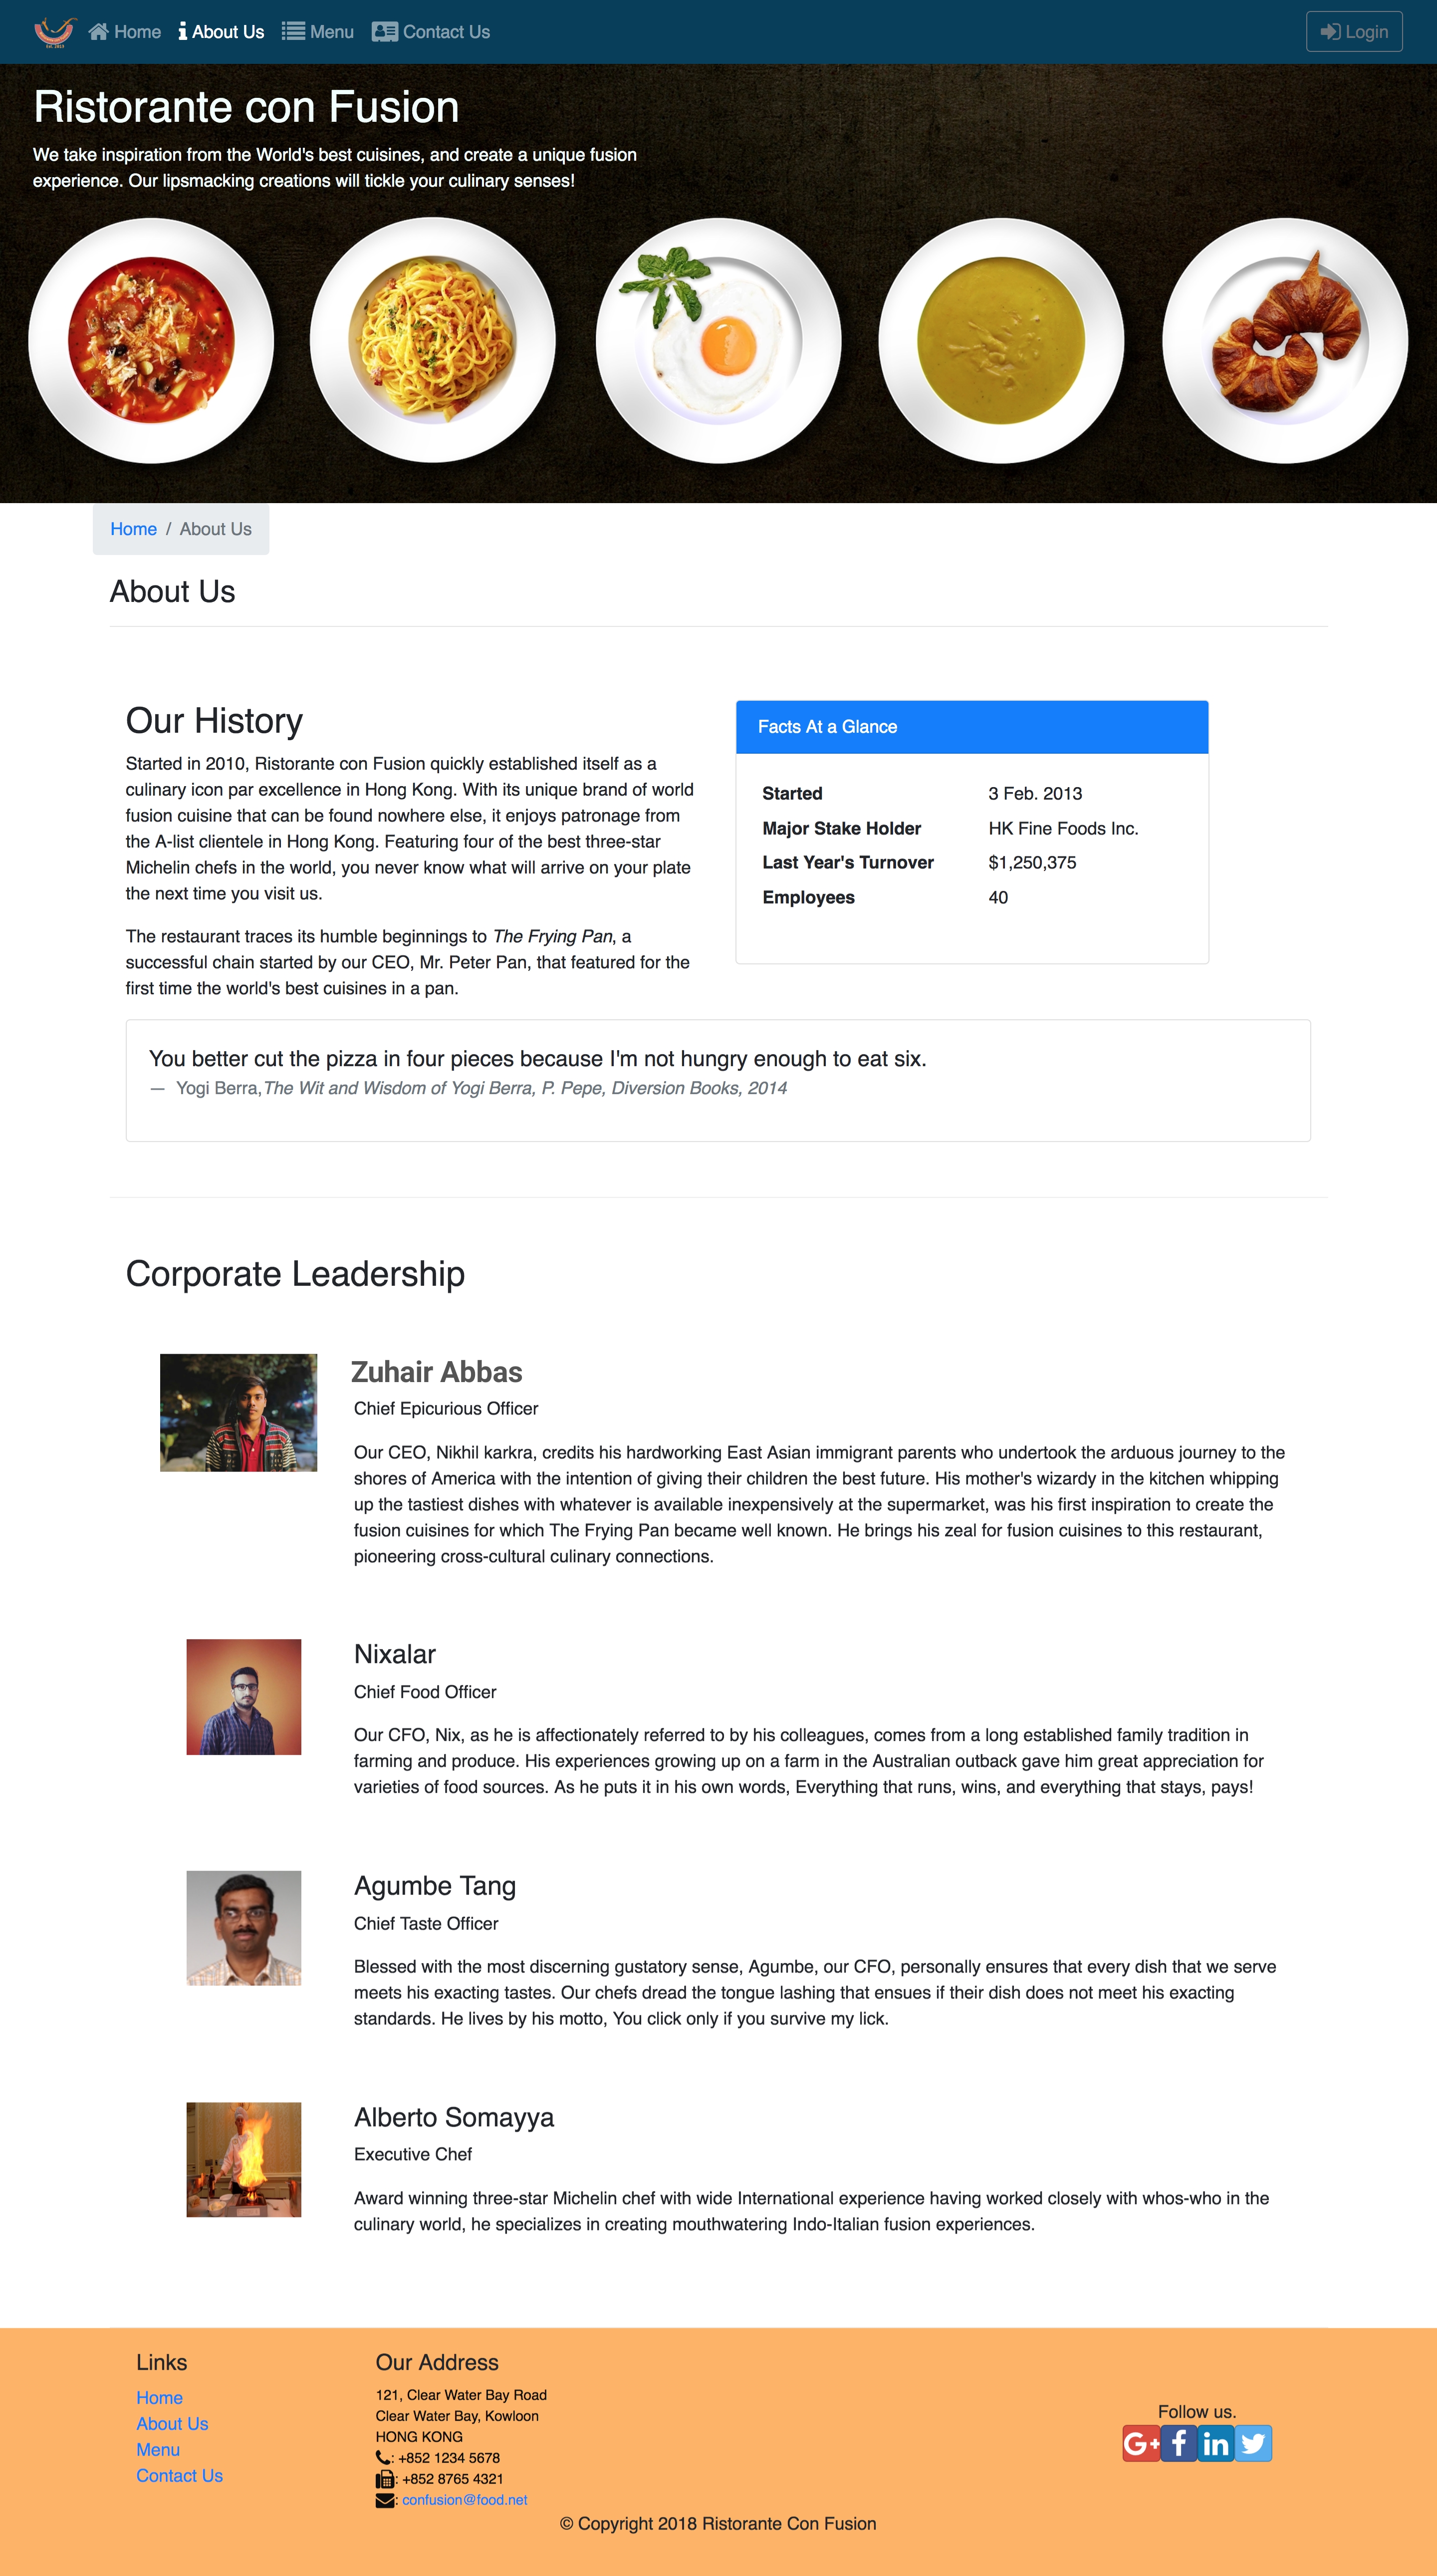 Home
About Us
Menu
Contact Us
Login
Ristorante con Fusion
We take inspiration from the World's best cuisines, and create a unique fusion
experience. Our lipsmacking creations will tickle your culinary senses!
Home / About Us
About Us
Our History
Started in 2010, Ristorante con Fusion quickly established itself as a
culinary icon par excellence in Hong Kong. With its unique brand of world
fusion cuisine that can be found nowhere else, it enjoys patronage from
the A-list clientele in Hong Kong. Featuring four of the best three-star
Michelin chefs in the world, you never know what will arrive on your plate
the next time you visit us.
The restaurant traces its humble beginnings to The Frying Pan, a
successful chain started by our CEO, Mr. Peter Pan, that featured for the
first time the world's best cuisines in a pan.
Facts At a Glance
Started 3 Feb. 2013
Major Stake Holder HK Fine Foods Inc.
Last Year's Turnover $1,250,375
Employees 40
You better cut the pizza in four pieces because I'm not hungry enough to eat six.
— Yogi Berra,The Wit and Wisdom of Yogi Berra, P. Pepe, Diversion Books, 2014
Corporate Leadership
Zuhair Abbas
Chief Epicurious Officer
Our CEO, Nikhil karkra, credits his hardworking East Asian immigrant parents who undertook the arduous journey to the
shores of America with the intention of giving their children the best future. His mother's wizardy in the kitchen whipping
up the tastiest dishes with whatever is available inexpensively at the supermarket, was his first inspiration to create the
fusion cuisines for which The Frying Pan became well known. He brings his zeal for fusion cuisines to this restaurant,
pioneering cross-cultural culinary connections.
Nixalar
Chief Food Officer
Our CFO, Nix, as he is affectionately referred to by his colleagues, comes from a long established family tradition in
farming and produce. His experiences growing up on a farm in the Australian outback gave him great appreciation for
varieties of food sources. As he puts it in his own words, Everything that runs, wins, and everything that stays, pays!
Agumbe Tang
Chief Taste Officer
Blessed with the most discerning gustatory sense, Agumbe, our CFO, personally ensures that every dish that we serve
meets his exacting tastes. Our chefs dread the tongue lashing that ensues if their dish does not meet his exacting
standards. He lives by his motto, You click only if you survive my lick.
Alberto Somayya
Executive Chef
Award winning three-star Michelin chef with wide International experience having worked closely with whos-who in the
culinary world, he specializes in creating mouthwatering Indo-Italian fusion experiences.
Links
Home
About Us
Menu
Contact Us
Our Address
121, Clear Water Bay Road
Clear Water Bay, Kowloon
HONG KONG
: +852 1234 5678
: +852 8765 4321
: confusion@food.net
Follow us.
G+ f in
© Copyright 2018 Ristorante Con Fusion